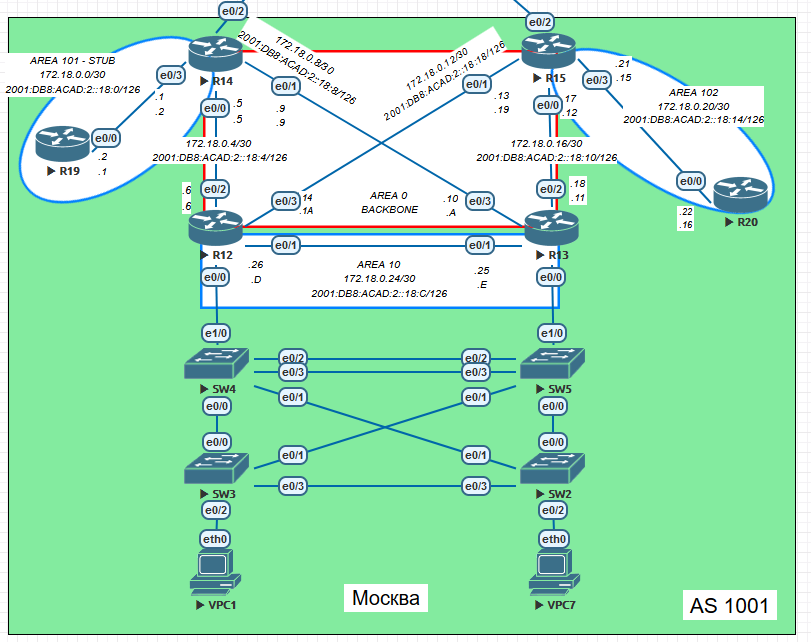 e0/2
e0/2
AREA 101 - STUB
172.18.0.0/30
2001:DB8:ACAD:2::18:0/126
e0/3
R14
172.18.0.8/30
2001:DB8:ACAD:2::18:8/126
172.18.0.12/30
2001:DB8:ACAD:2::18:18/126
R15
e0/3
.21
.15
AREA 102
172.18.0.20/30
2001:DB8:ACAD:2::18:14/126
e0/1
e0/1
.1
.2
e0/0
.5
.5
.9
.9
.13
.19
e0/0
17
.12
R19
e0/0
.2
.1
172.18.0.4/30
2001:DB8:ACAD:2::18:4/126
172.18.0.16/30
2001:DB8:ACAD:2::18:10/126
e0/0
R20
.22
.16
.6
.6
e0/2
e0/3
14
.1A
AREA 0
BACKBONE
.10
.A
e0/3
e0/2
.18
.11
R12
e0/1
e0/1
R13
e0/0
.26
.D
AREA 10
172.18.0.24/30
2001:DB8:ACAD:2::18:C/126
.25
.E
e0/0
e1/0
e1/0
SW4
e0/2
e0/3
e0/1
e0/2
e0/3
e0/1
SW5
e0/0
e0/0
e0/0
e0/0
SW3
e0/1
e0/3
e0/1
e0/3
SW2
e0/2
e0/2
eth0
eth0
VPC1
VPC7
Москва
AS 1001